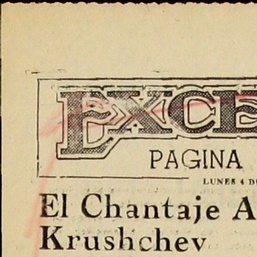 EXCE
PAGINA
LUNES 4 D
El Chantaje A
Krushchev